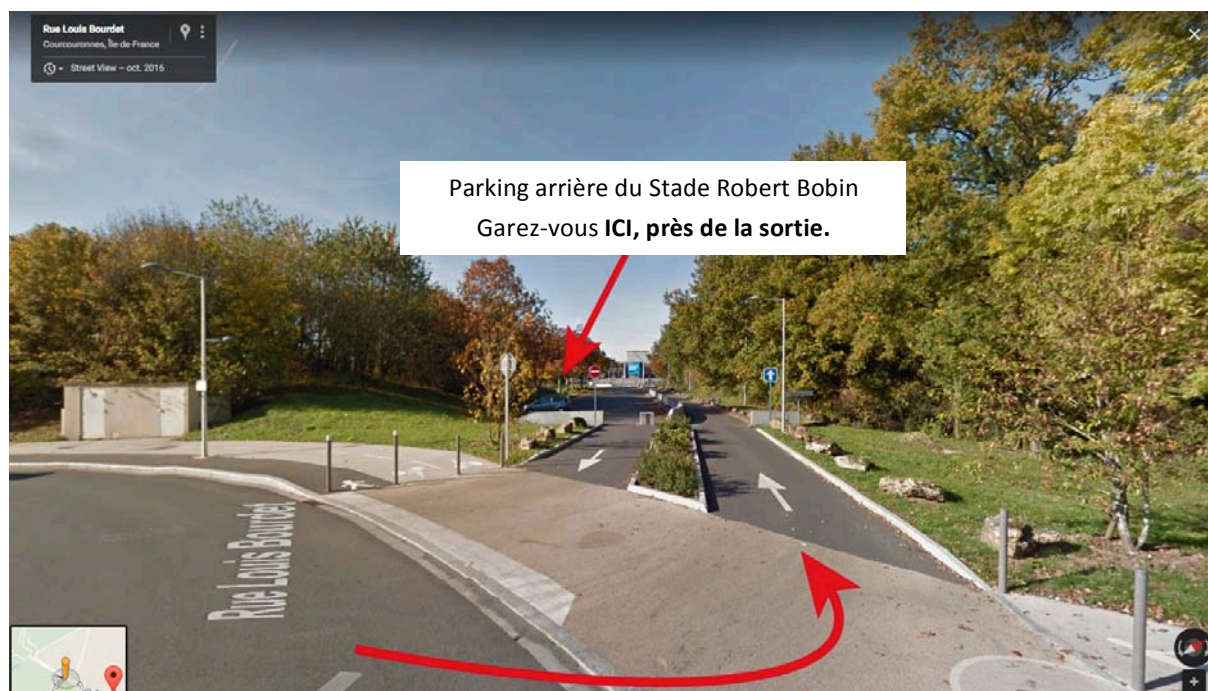 Rue Louis Bourdet
Courcouronnes, Île-de-France
Street View – oct. 2016
Parking arrière du Stade Robert Bobin
Garez-vous ICI, près de la sortie.
Rue Louis Bourdet